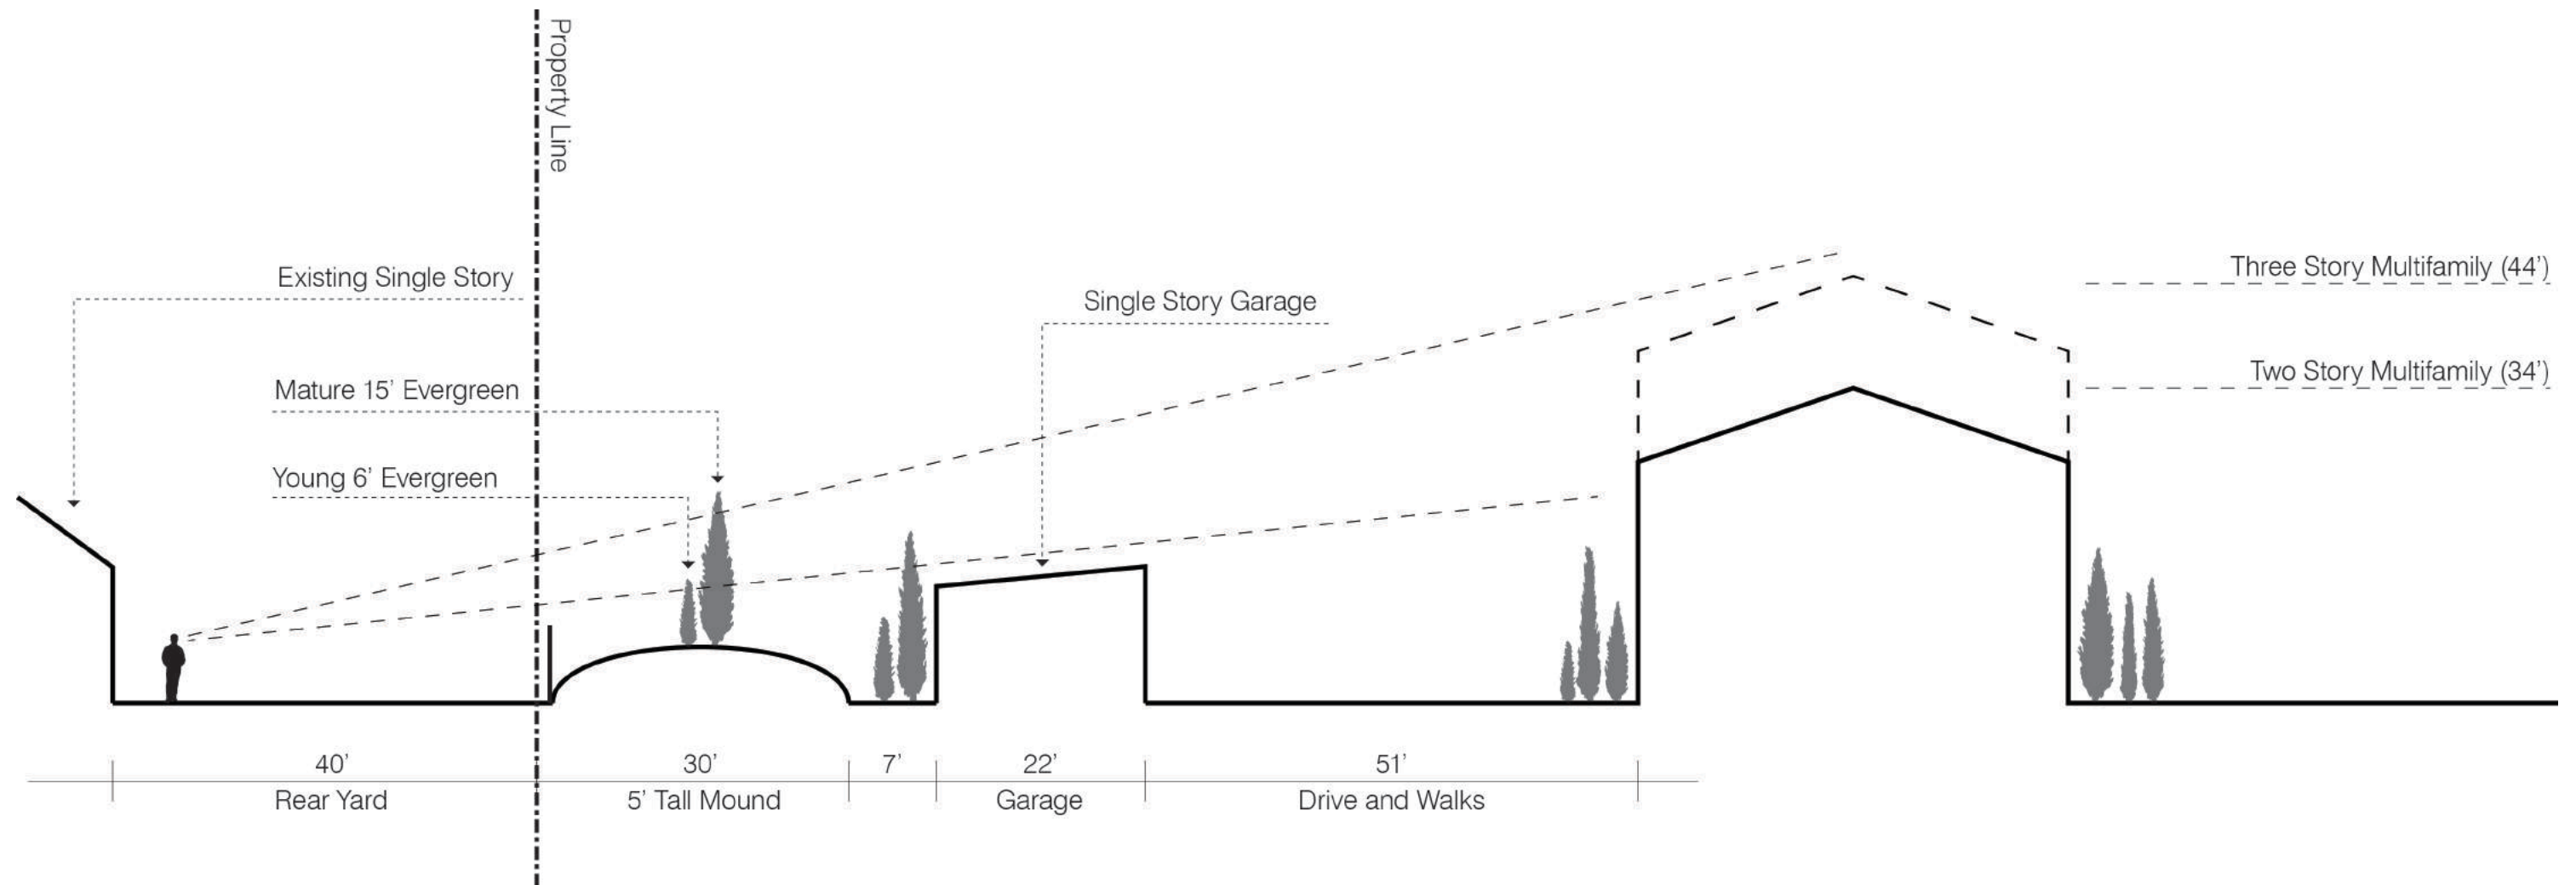 Property Line
Existing Single Story
Three Story Multifamily (44’)
Single Story Garage
Two Story Multifamily (34’)
Mature 15’ Evergreen
Young 6’ Evergreen
40’
30’
7’
22’
51’
Rear Yard
5’ Tall Mound
Garage
Drive and Walks